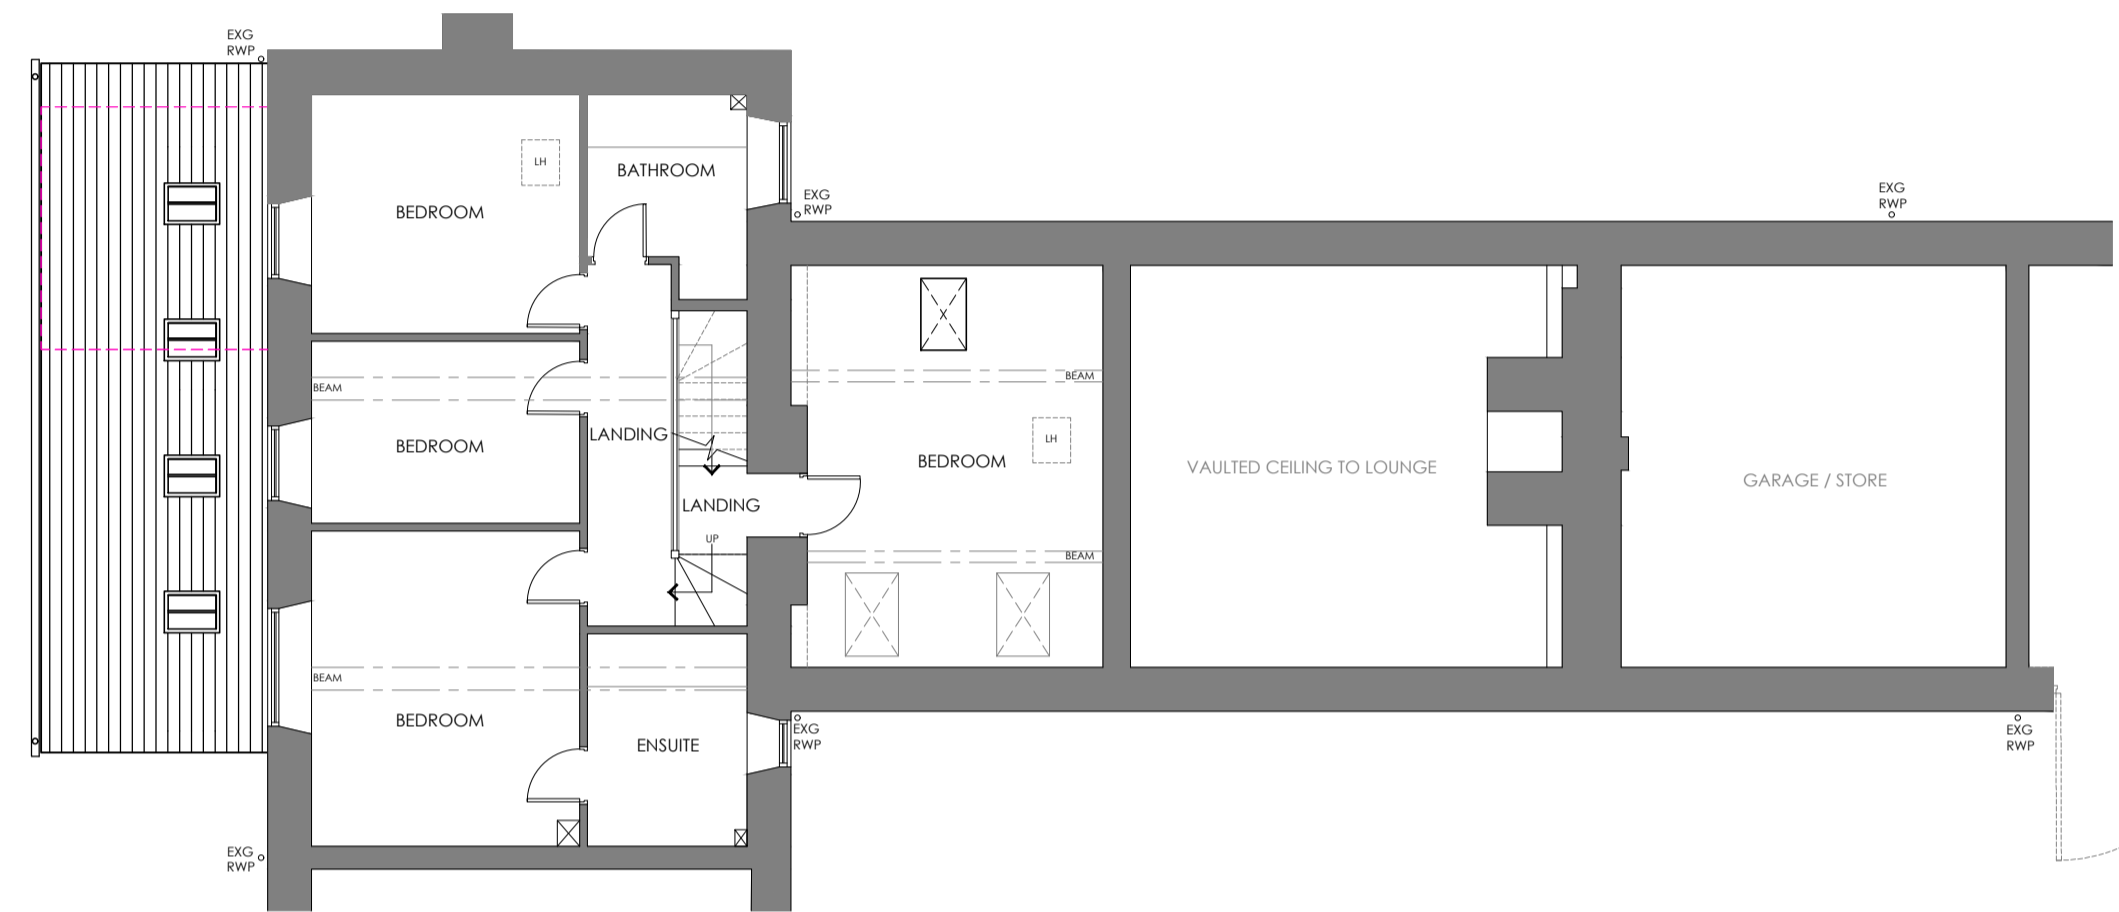 EXG
RWP
EXG
RWP
EXG
RWP
LH
BATHROOM
BEDROOM
BEAM
BEAM
LANDING
LH
BEDROOM
BEDROOM
VAULTED CEILING TO LOUNGE
GARAGE / STORE
LANDING
UP
BEAM
BEAM
BEDROOM
ENSUITE
EXG
RWP
EXG
RWP
EXG
RWP